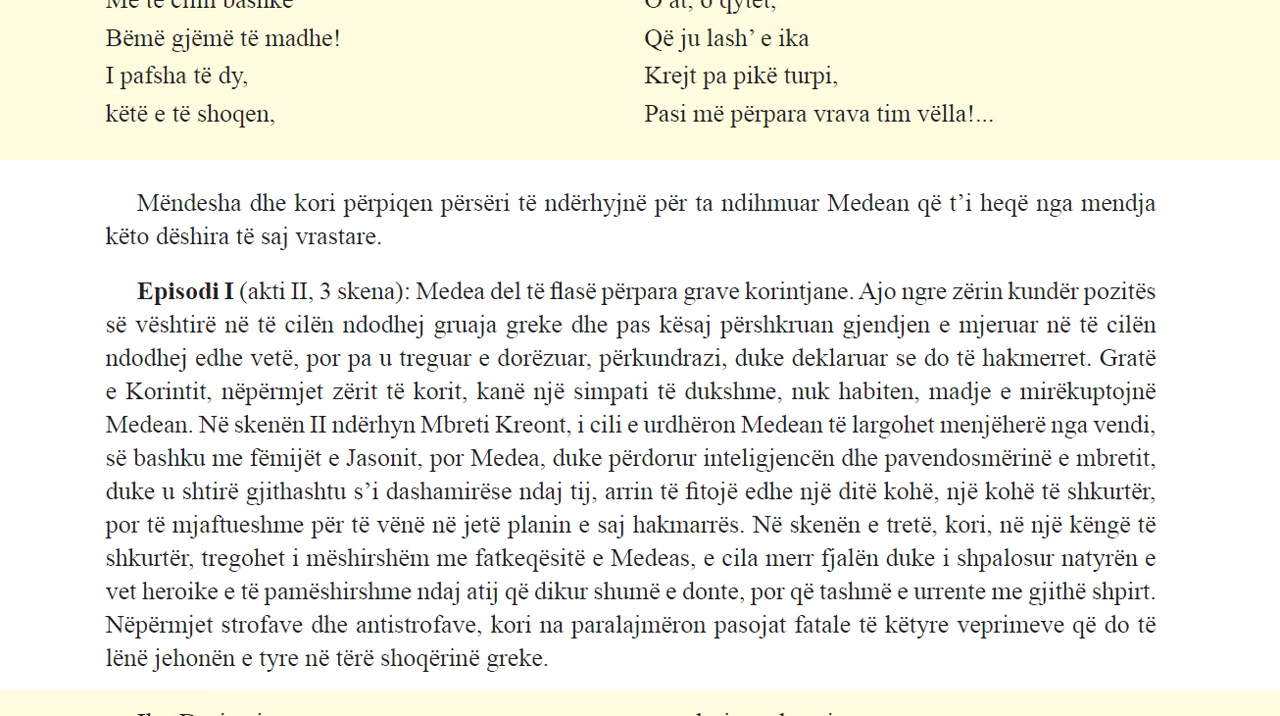 Me të cilin bashkë
Bëmë gjëmë të madhe!
I pafsha të dy,
këtë e të shoqen,
O at, o qytet,
Që ju lash’ e ika
Krejt pa pikë turpi,
Pasi më përpara vrava tim vëlla!...
Mëndesha dhe kori përpiqen përsëri të ndërhyjnë për ta ndihmuar Medean që t’i heqë nga mendja
këto dëshira të saj vrastare.
Episodi I (akti II, 3 skena): Medea del të flasë përpara grave korintjane. Ajo ngre zërin kundër pozitës
së vështirë në të cilën ndodhej gruaja greke dhe pas kësaj përshkruan gjendjen e mjeruar në të cilën
ndodhej edhe vetë, por pa u treguar e dorëzuar, përkundrazi, duke deklaruar se do të hakmerret. Gratë
e Korintit, nëpërmjet zërit të korit, kanë një simpati të dukshme, nuk habiten, madje e mirëkuptojnë
Medean. Në skenën II ndërhyn Mbreti Kreont, i cili e urdhëron Medean të largohet menjëherë nga vendi,
së bashku me fëmijët e Jasonit, por Medea, duke përdorur inteligjencën dhe pavendosmërinë e mbretit,
duke u shtirë gjithashtu s’i dashamirëse ndaj tij, arrin të fitojë edhe një ditë kohë, një kohë të shkurtër,
por të mjaftueshme për të vënë në jetë planin e saj hakmarrës. Në skenën e tretë, kori, në një këngë të
shkurtër, tregohet i mëshirshëm me fatkeqësitë e Medeas, e cila merr fjalën duke i shpalosur natyrën e
vet heroike e të pamëshirshme ndaj atij që dikur shumë e donte, por që tashmë e urrente me gjithë shpirt.
Nëpërmjet strofave dhe antistrofave, kori na paralajmëron pasojat fatale të këtyre veprimeve që do të
lënë jehonën e tyre në tërë shoqërinë greke.